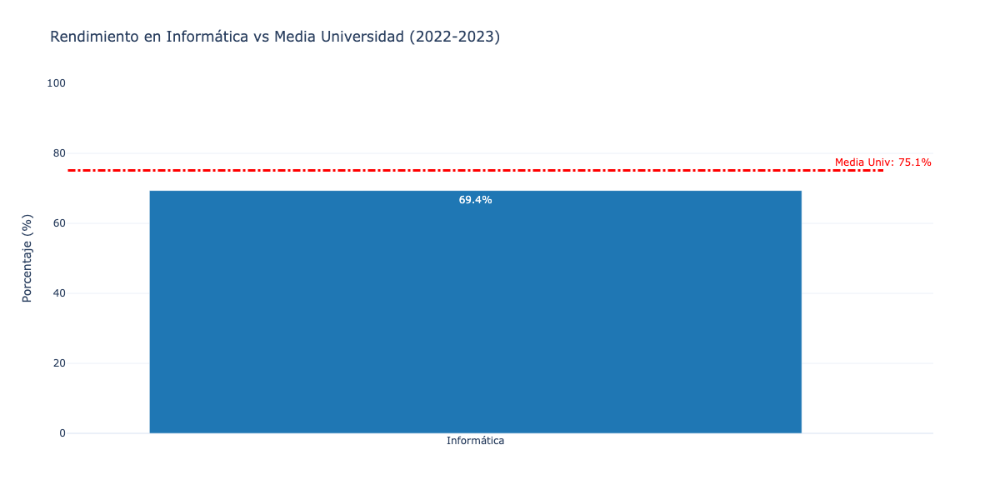 Rendimiento en Informática vs Media Universidad (2022-2023)
100
80
Media Univ: 75.1%
69.4%
60
Porcentaje (%)
40
20
0
Informática